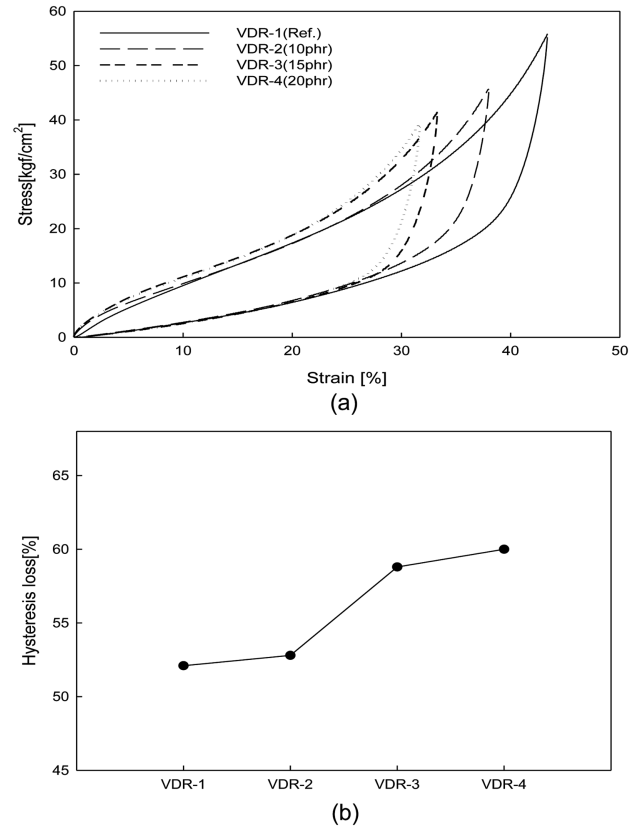 60
50
40
30
20
10
0
Stress[kgf/cm²]
VDR-1(Ref.)
VDR-2(10phr)
VDR-3(15phr)
VDR-4(20phr)
0 10 20 30 40 50
Strain [%]
(a)
65
60
55
50
45
Hysteresis loss[%]
VDR-1 VDR-2 VDR-3 VDR-4
(b)